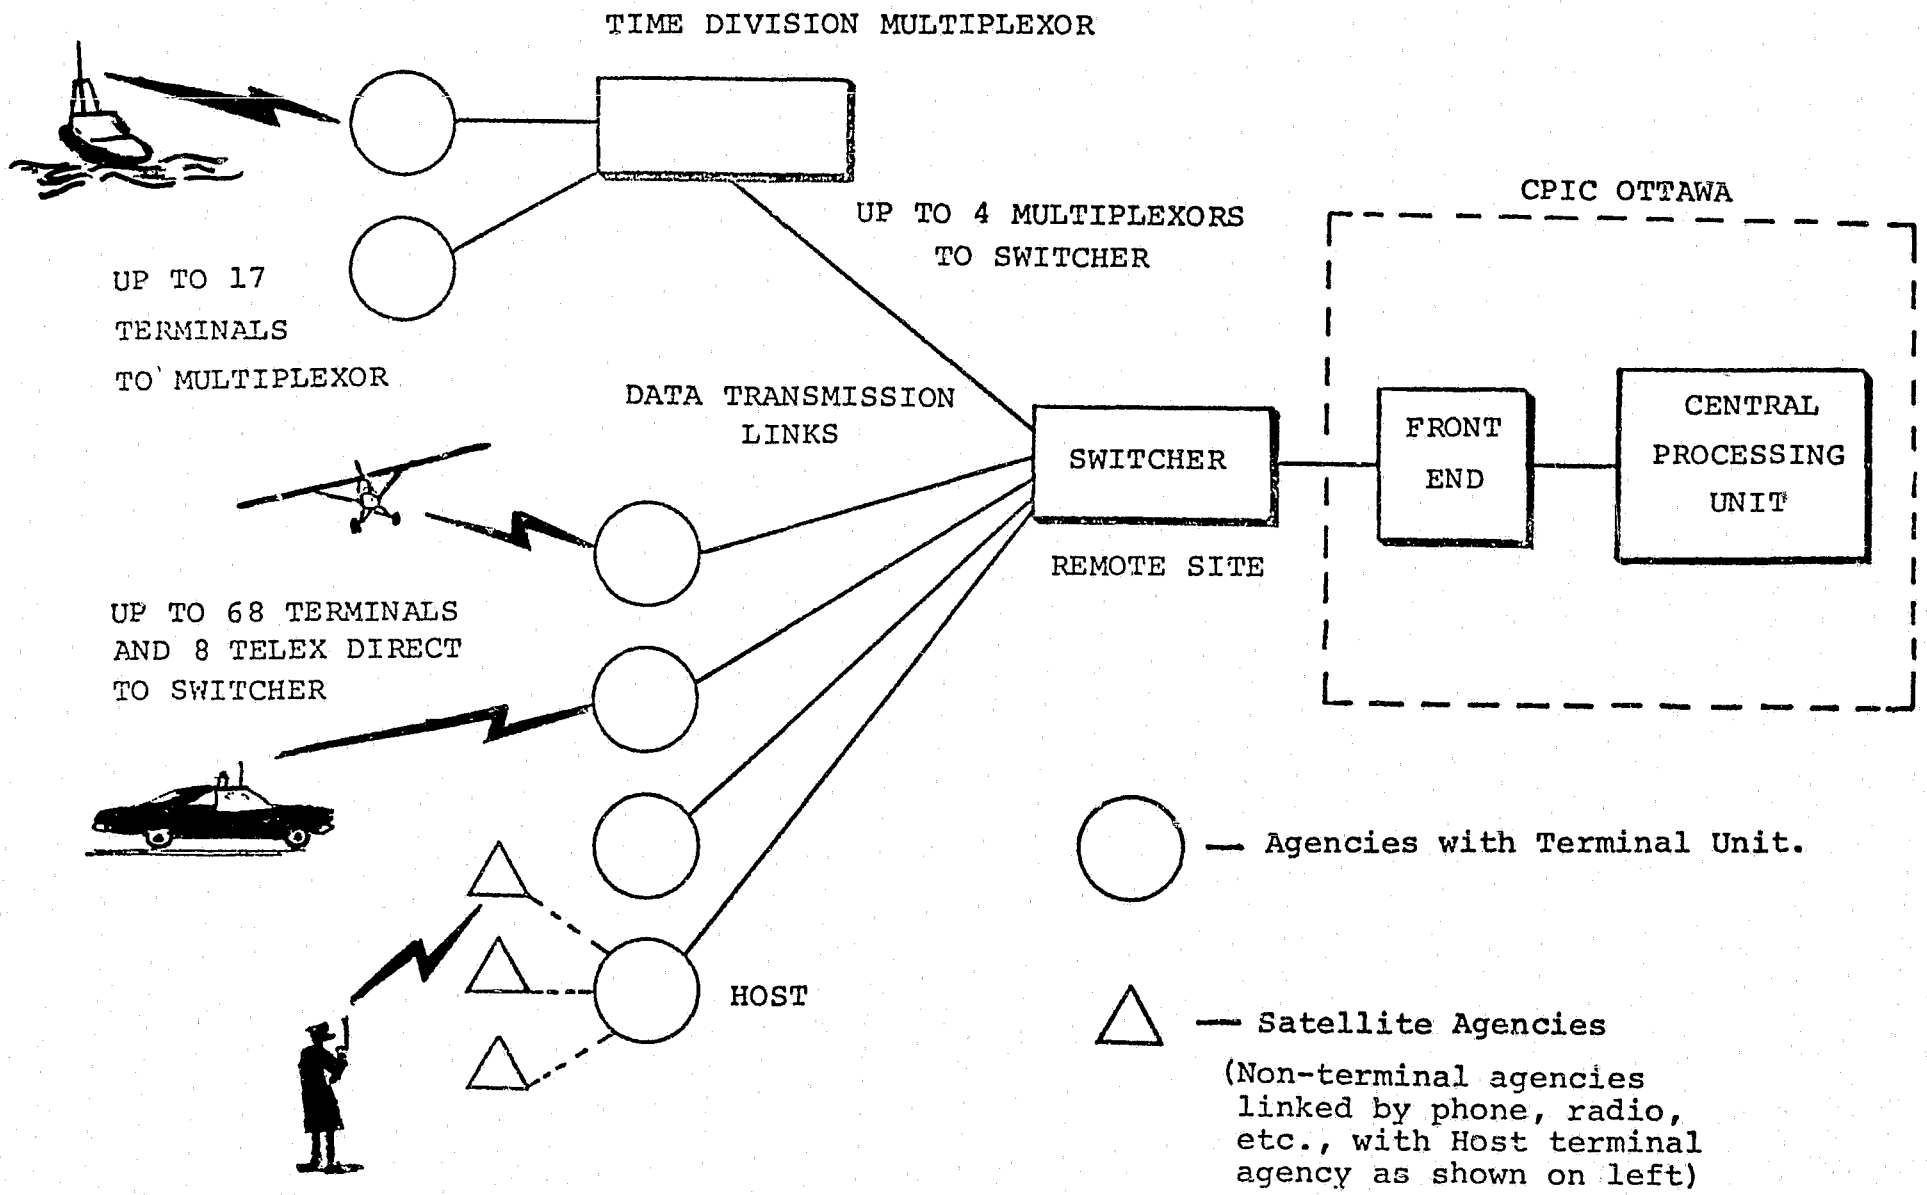 TIME DIVISION MULTIPLEXOR
CPIC OTTAWA
UP TO 4 MULTIPLEXORS
TO SWITCHER
UP TO 17
TERMINALS
TO MULTIPLEXOR
DATA TRANSMISSION
LINKS
SWITCHER
REMOTE SITE
FRONT
END
CENTRAL
PROCESSING
UNIT
UP TO 68 TERMINALS
AND 8 TELEX DIRECT
TO SWITCHER
HOST
— Agencies with Terminal Unit.
— Satellite Agencies
(Non-terminal agencies
linked by phone, radio,
etc., with Host terminal
agency as shown on left)